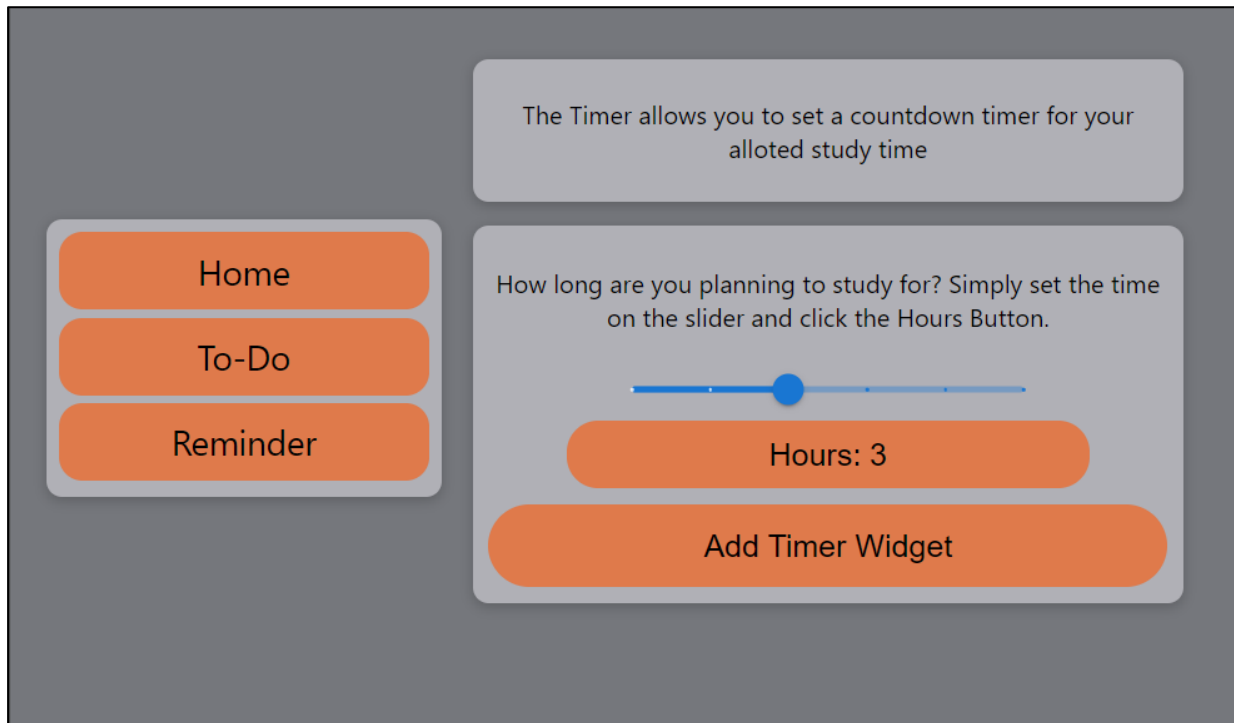 The Timer allows you to set a countdown timer for your
alloted study time
Home
To-Do
Reminder
How long are you planning to study for? Simply set the time
on the slider and click the Hours Button.
Hours: 3
Add Timer Widget